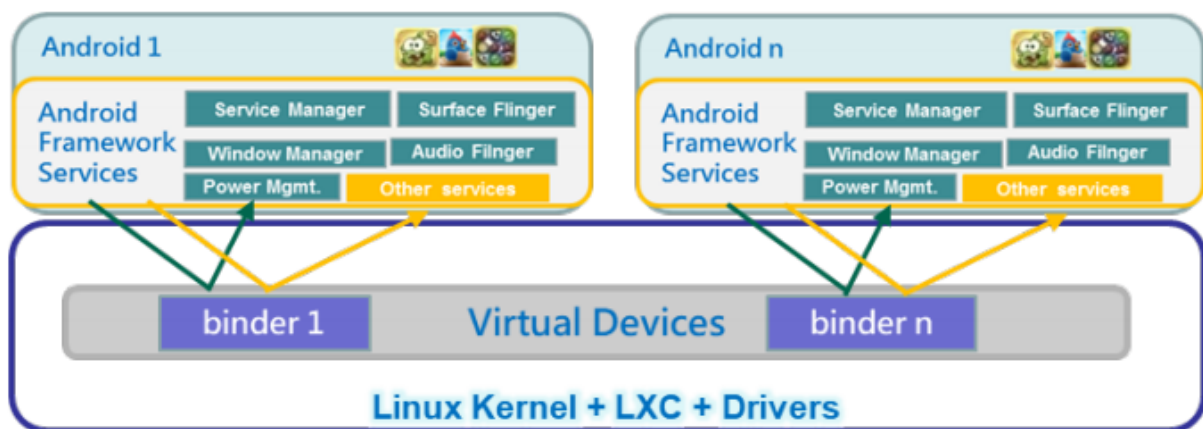 Android 1
Android
Framework
Services
Service Manager
Surface Flinger
Window Manager
Audio Filnger
Power Mgmt.
Other services
Android n
Android
Framework
Services
Service Manager
Surface Flinger
Window Manager
Audio Filnger
Power Mgmt.
Other services
binder 1
Virtual Devices
binder n
Linux Kernel + LXC + Drivers